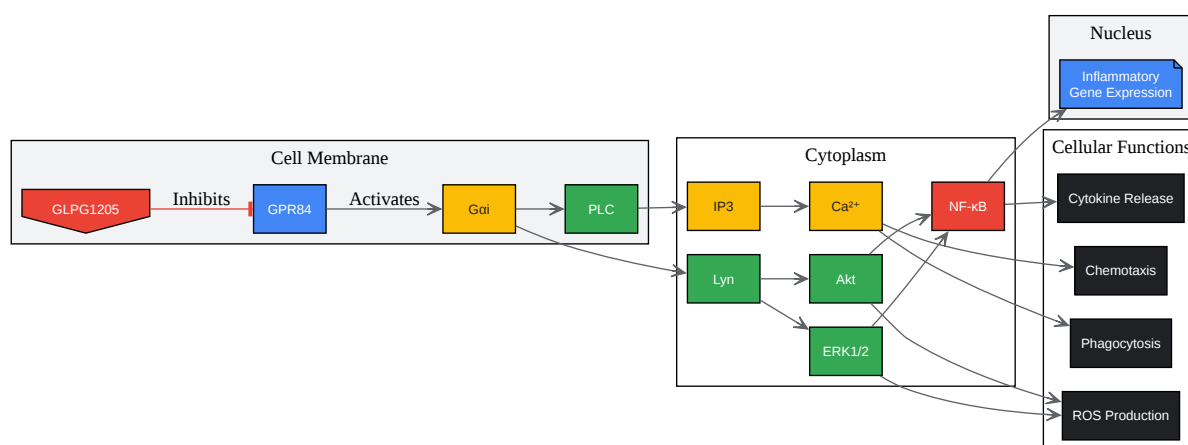 Nucleus
Inflammatory
Gene Expression
Cell Membrane
GLPG1205
Inhibits
GPR84
Activates
Gαi
PLC
Cytoplasm
IP3
Ca²⁺
NF-κB
Lyn
Akt
ERK1/2
Cellular Functions
Cytokine Release
Chemotaxis
Phagocytosis
ROS Production